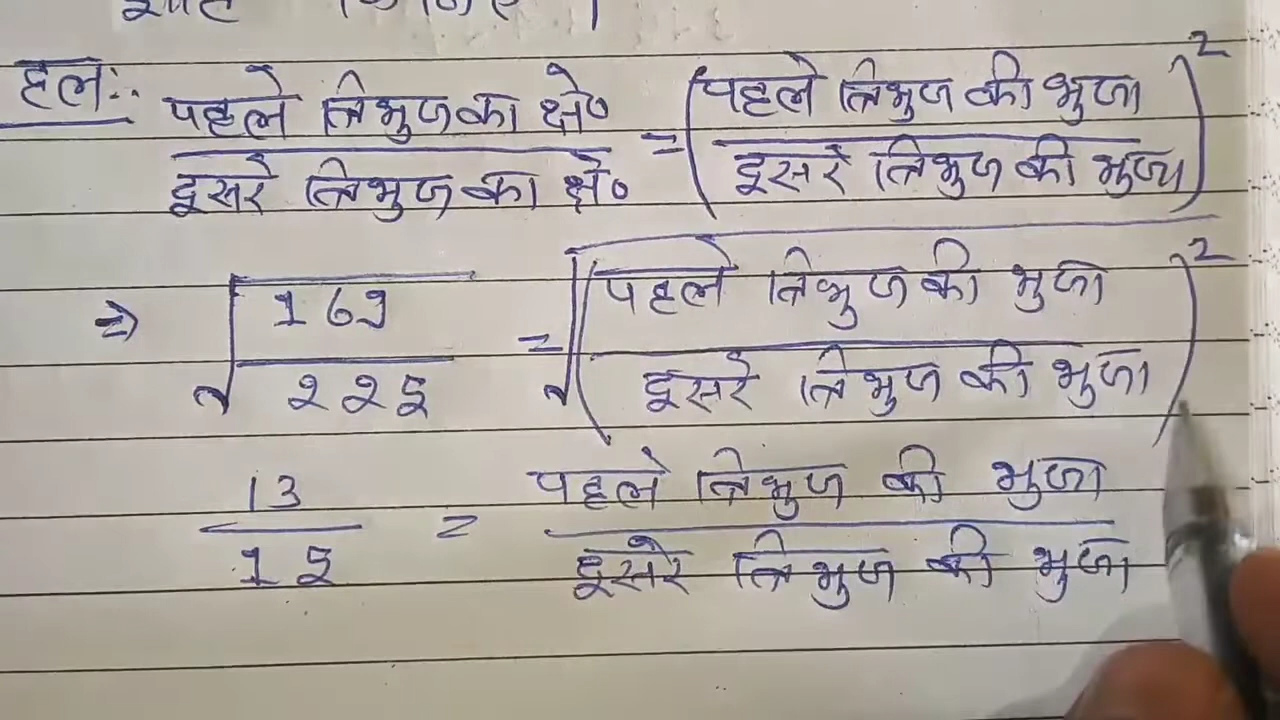 ज्ञात कीजिए ।
हलः- पहले त्रिभुज का क्षे० / दूसरे त्रिभुज का क्षे० = (पहले त्रिभुज की भुजा / दूसरे त्रिभुज की भुजा)²
⇒ √(169 / 225) = √(पहले त्रिभुज की भुजा / दूसरे त्रिभुज की भुजा)²
13 / 15 = पहले त्रिभुज की भुजा / दूसरे त्रिभुज की भुजा